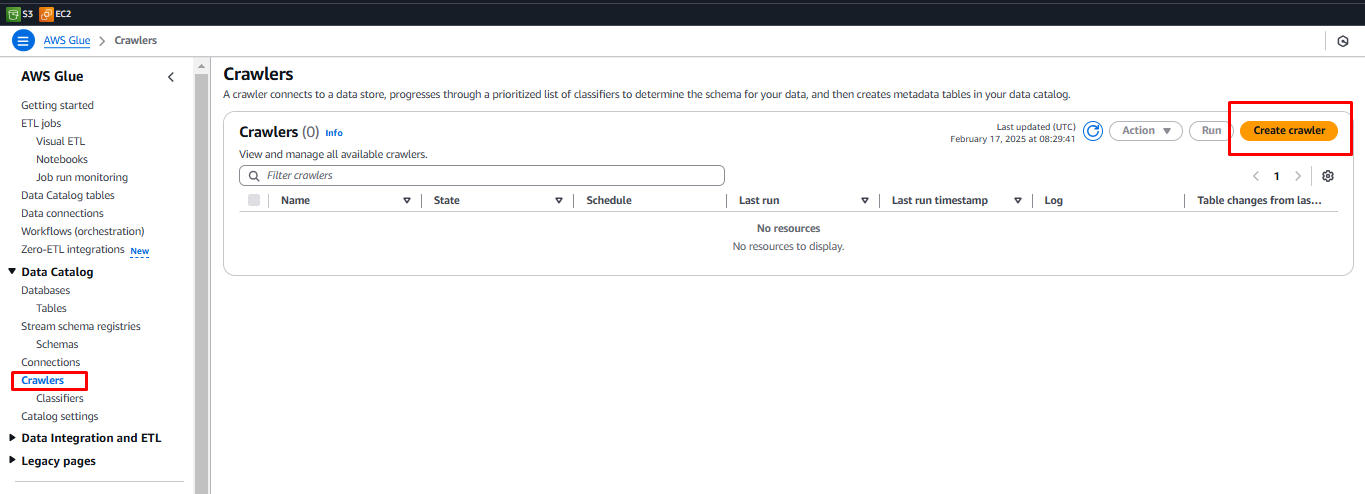 S3 EC2
AWS Glue > Crawlers
AWS Glue
Getting started
ETL jobs
Visual ETL
Notebooks
Job run monitoring
Data Catalog tables
Data connections
Workflows (orchestration)
Zero-ETL integrations New
Data Catalog
Databases
Tables
Stream schema registries
Schemas
Connections
Crawlers
Classifiers
Catalog settings
Data Integration and ETL
Legacy pages
Crawlers
A crawler connects to a data store, progresses through a prioritized list of classifiers to determine the schema for your data, and then creates metadata tables in your data catalog.
Crawlers (0) Info
Last updated (UTC)
February 17, 2025 at 08:29:41
Action
Run
Create crawler
View and manage all available crawlers.
Filter crawlers
1
Name State Schedule Last run Last run timestamp Log Table changes from las...
No resources
No resources to display.